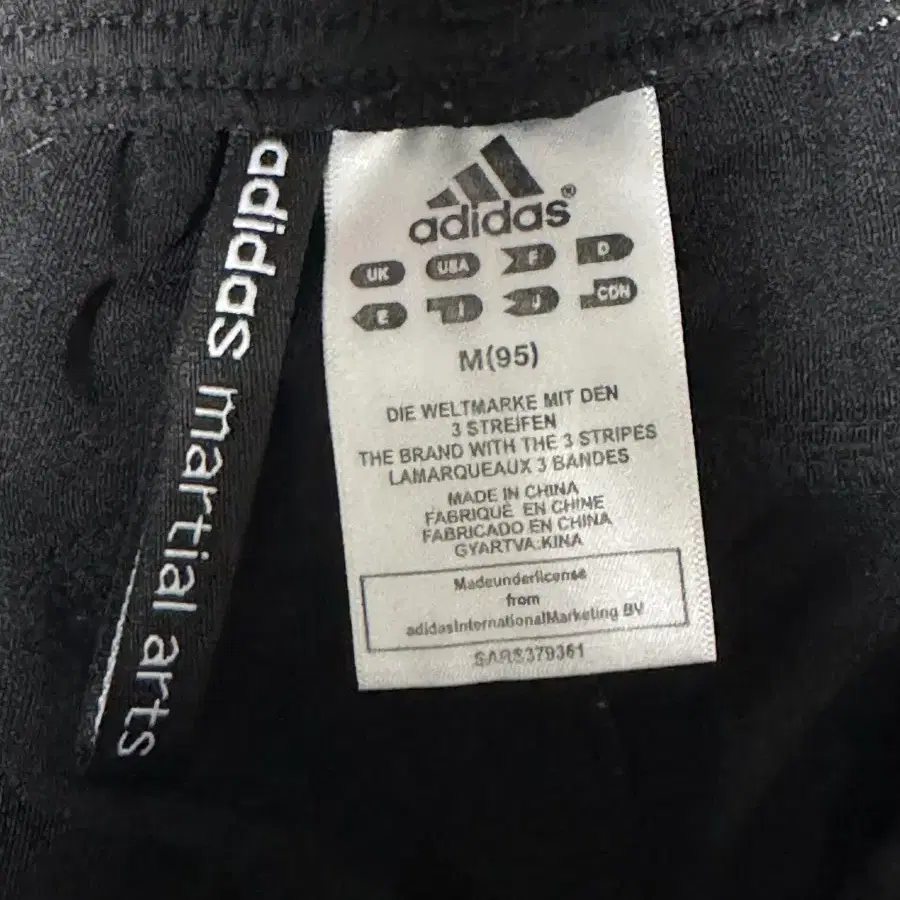 adidas martial arts
adidas®
UK USA F D
E I J CDN
M(95)
DIE WELTMARKE MIT DEN
3 STREIFEN
THE BRAND WITH THE 3 STRIPES
LAMARQUEAUX 3 BANDES
MADE IN CHINA
FABRIQUÉ EN CHINE
FABRICADO EN CHINA
GYARTVA:KINA
Madeunderlicense
from
adidasInternationalMarketing BV
SARS379361